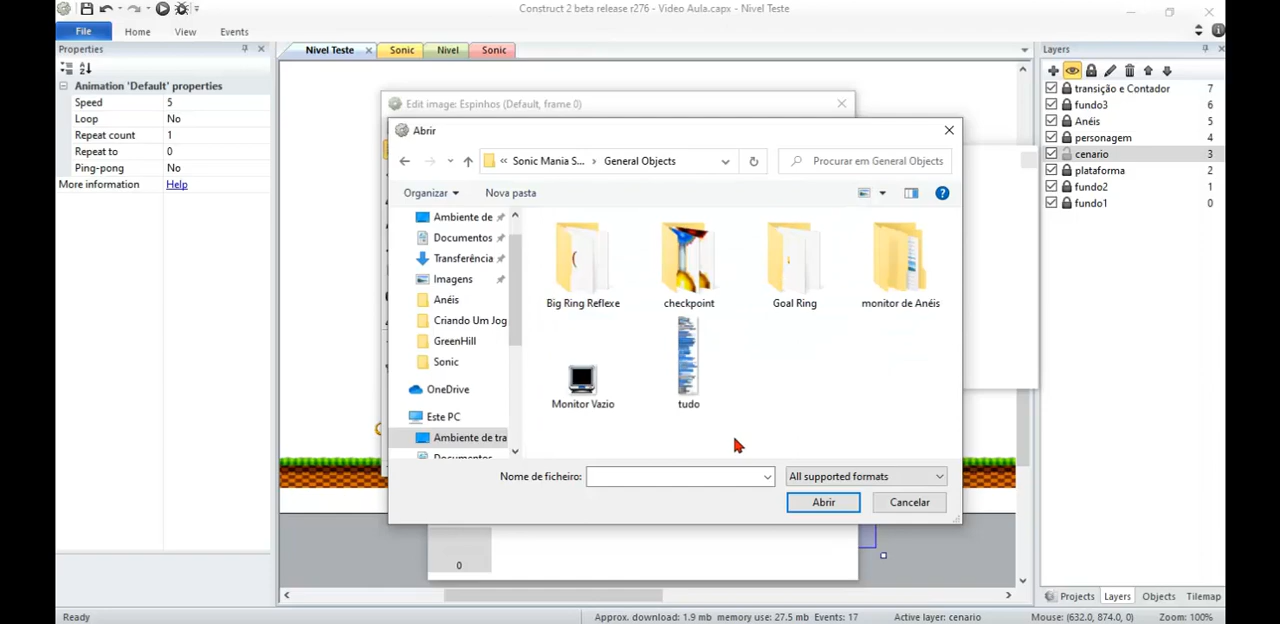 Construct 2 beta release r276 - Video Aula.capx - Nivel Teste
File
Home
View
Events
Properties
Nivel Teste
Sonic
Nivel
Sonic
Layers
Animation 'Default' properties
Speed 5
Loop No
Repeat count 1
Repeat to 0
Ping-pong No
More information Help
Edit image: Espinhos (Default, frame 0)
Abrir
« Sonic Mania S... › General Objects
Procurar em General Objects
Organizar
Nova pasta
Ambiente de
Documentos
Transferência
Imagens
Anéis
Criando Um Jog
GreenHill
Sonic
OneDrive
Este PC
Ambiente de tra
Documentos
Big Ring Reflexe
checkpoint
Goal Ring
monitor de Anéis
Monitor Vazio
tudo
Nome de ficheiro:
All supported formats
Abrir
Cancelar
0
transição e Contador 7
fundo3 6
Anéis 5
personagem 4
cenario 3
plataforma 2
fundo2 1
fundo1 0
Projects
Layers
Objects
Tilemap
Ready
Approx. download: 1.9 mb
memory use: 27.5 mb
Events: 17
Active layer: cenario
Mouse: (632.0, 874.0, 0)
Zoom: 100%